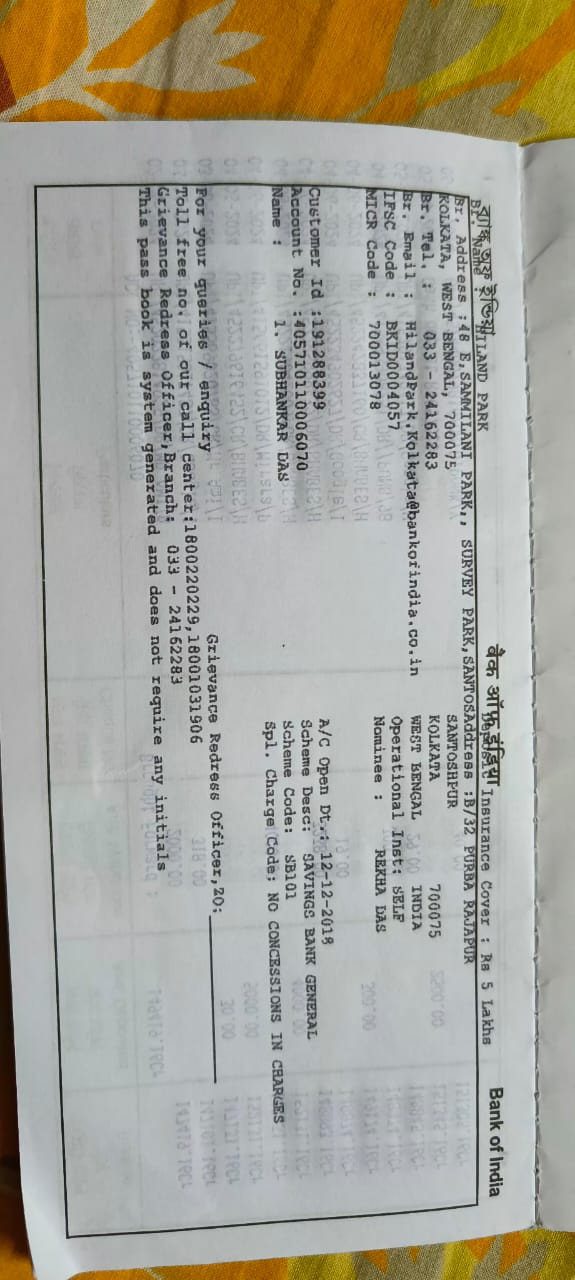 ব্যাঙ্ক অফ ইন্ডিয়া बैंक ऑफ़ इंडिया Bank of India
Br. Name : HILAND PARK Deposit Insurance Cover : Rs 5 Lakhs
Br. Address :48 E,SAMMILANI PARK,, SURVEY PARK,SANTOSAddress :B/32 PURBA RAJAPUR
KOLKATA, WEST BENGAL, 700075 SANTOSHPUR
Br. Tel. : 033 - 24162283 KOLKATA 700075
Br. Email : HilandPark.Kolkata@bankofindia.co.in WEST BENGAL INDIA
IFSC Code : BKID0004057 Operational Inst: SELF
MICR Code : 700013078 Nominee : REKHA DAS
Customer Id :191288399 A/C Open Dt.: 12-12-2018
Account No. :405710110006070 Scheme Desc: SAVINGS BANK GENERAL
Name : 1. SUBHANKAR DAS Scheme Code: SB101
Spl. Charge Code: NO CONCESSIONS IN CHARGES
For your queries / enquiry Grievance Redress Officer,ZO:
Toll free no. of our call center:1800220229,18001031906
Grievance Redress Officer,Branch: 033 - 24162283
This pass book is system generated and does not require any initials